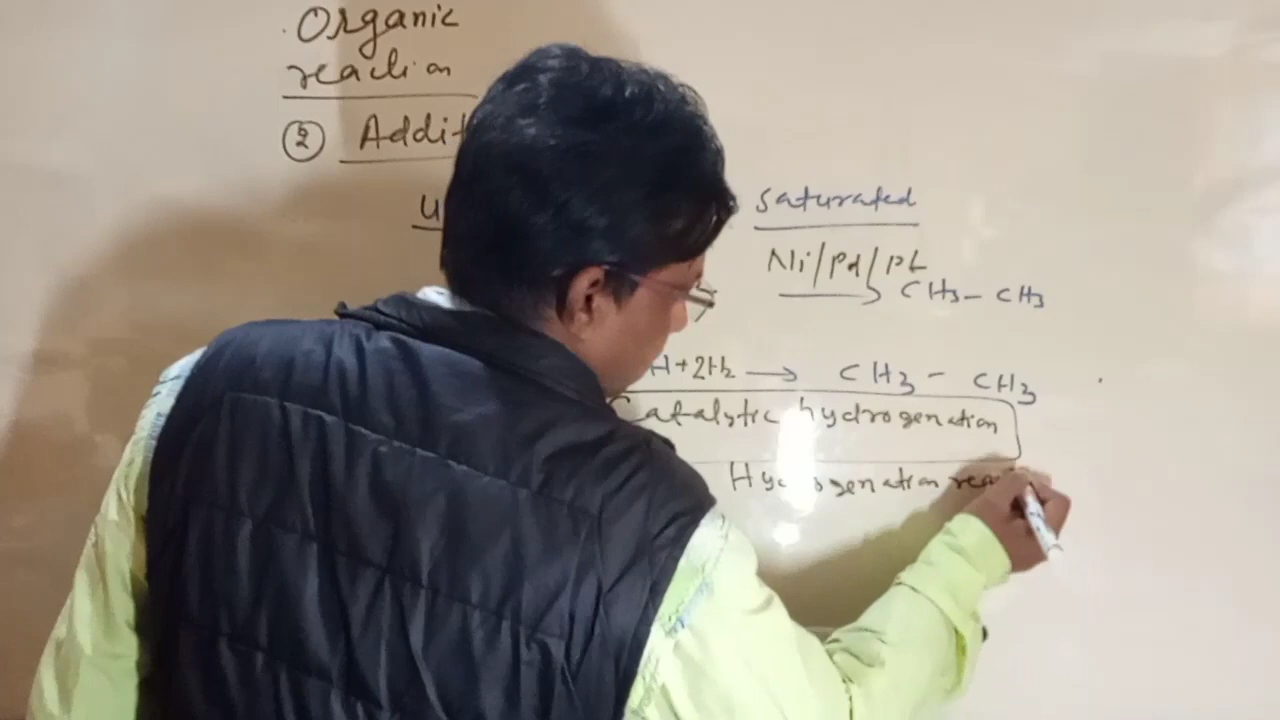 Organic
reaction
② Addit
U saturated
Ni/Pd/Pt
CH3 - CH3
H+2H2 → CH3 - CH3
Catalytic hydrogenation
Hydrogenation rea